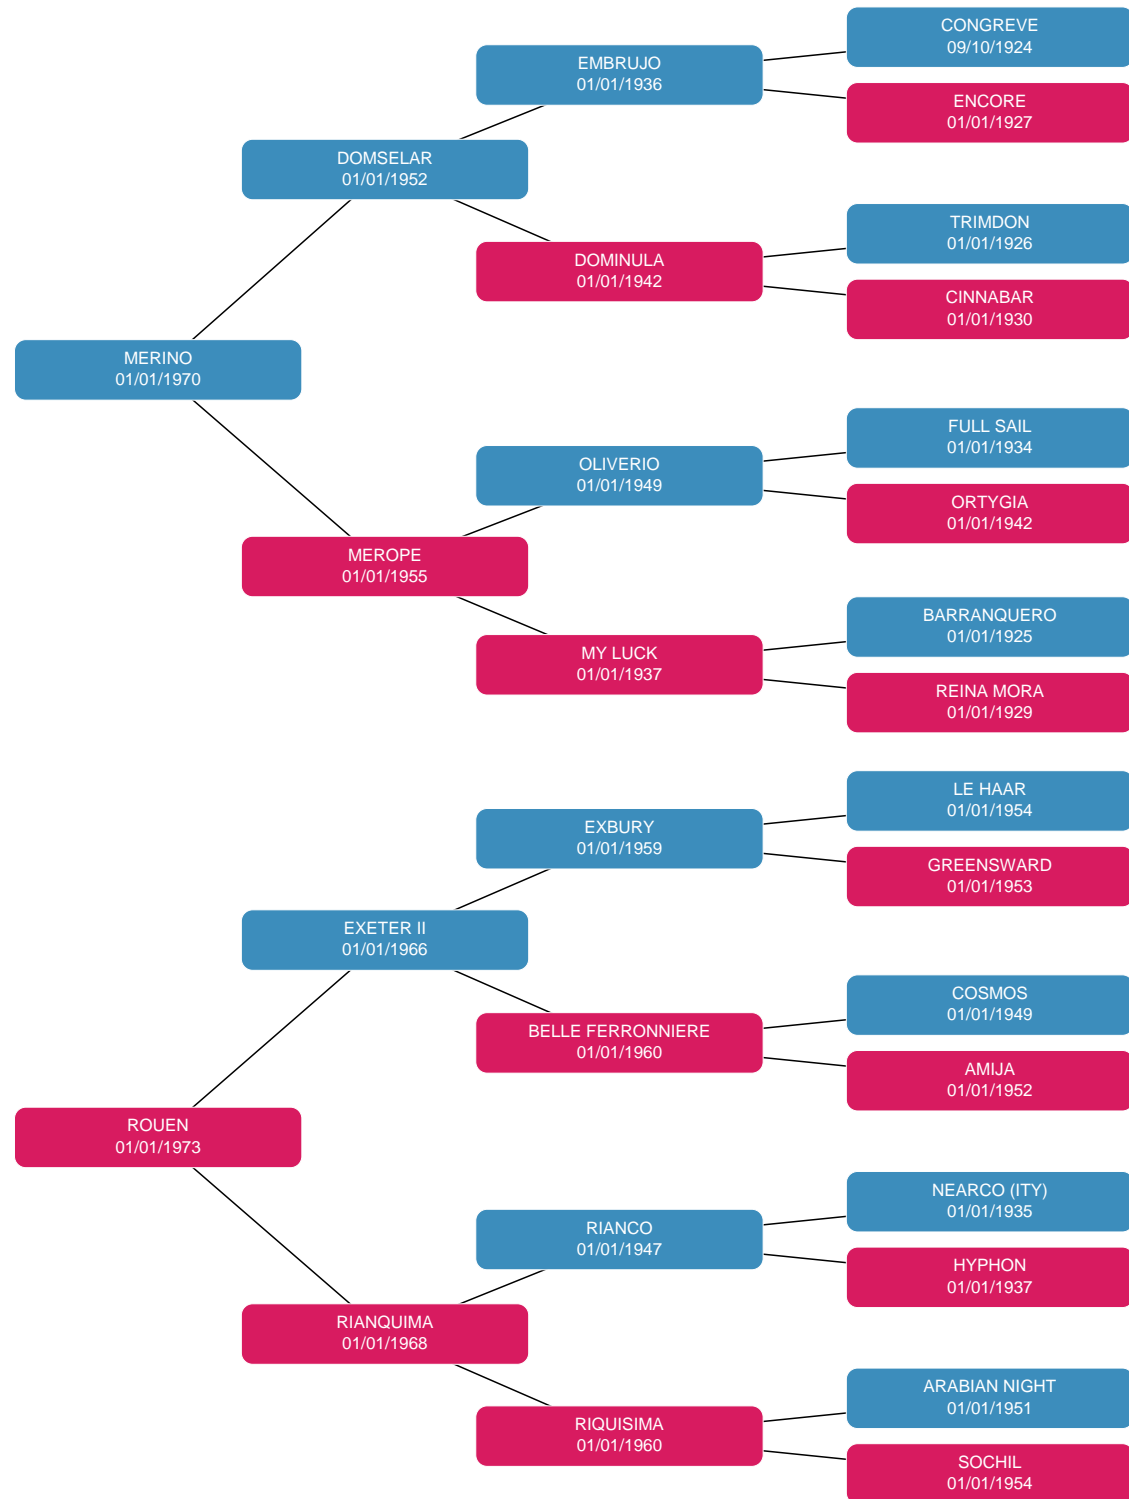 CONGREVE
09/10/1924
EMBRUJO
01/01/1936
ENCORE
01/01/1927
DOMSELAR
01/01/1952
TRIMDON
01/01/1926
DOMINULA
01/01/1942
CINNABAR
01/01/1930
MERINO
01/01/1970
FULL SAIL
01/01/1934
OLIVERIO
01/01/1949
ORTYGIA
01/01/1942
MEROPE
01/01/1955
BARRANQUERO
01/01/1925
MY LUCK
01/01/1937
REINA MORA
01/01/1929
LE HAAR
01/01/1954
EXBURY
01/01/1959
GREENSWARD
01/01/1953
EXETER II
01/01/1966
COSMOS
01/01/1949
BELLE FERRONNIERE
01/01/1960
AMIJA
01/01/1952
ROUEN
01/01/1973
NEARCO (ITY)
01/01/1935
RIANCO
01/01/1947
HYPHON
01/01/1937
RIANQUIMA
01/01/1968
ARABIAN NIGHT
01/01/1951
RIQUISIMA
01/01/1960
SOCHIL
01/01/1954